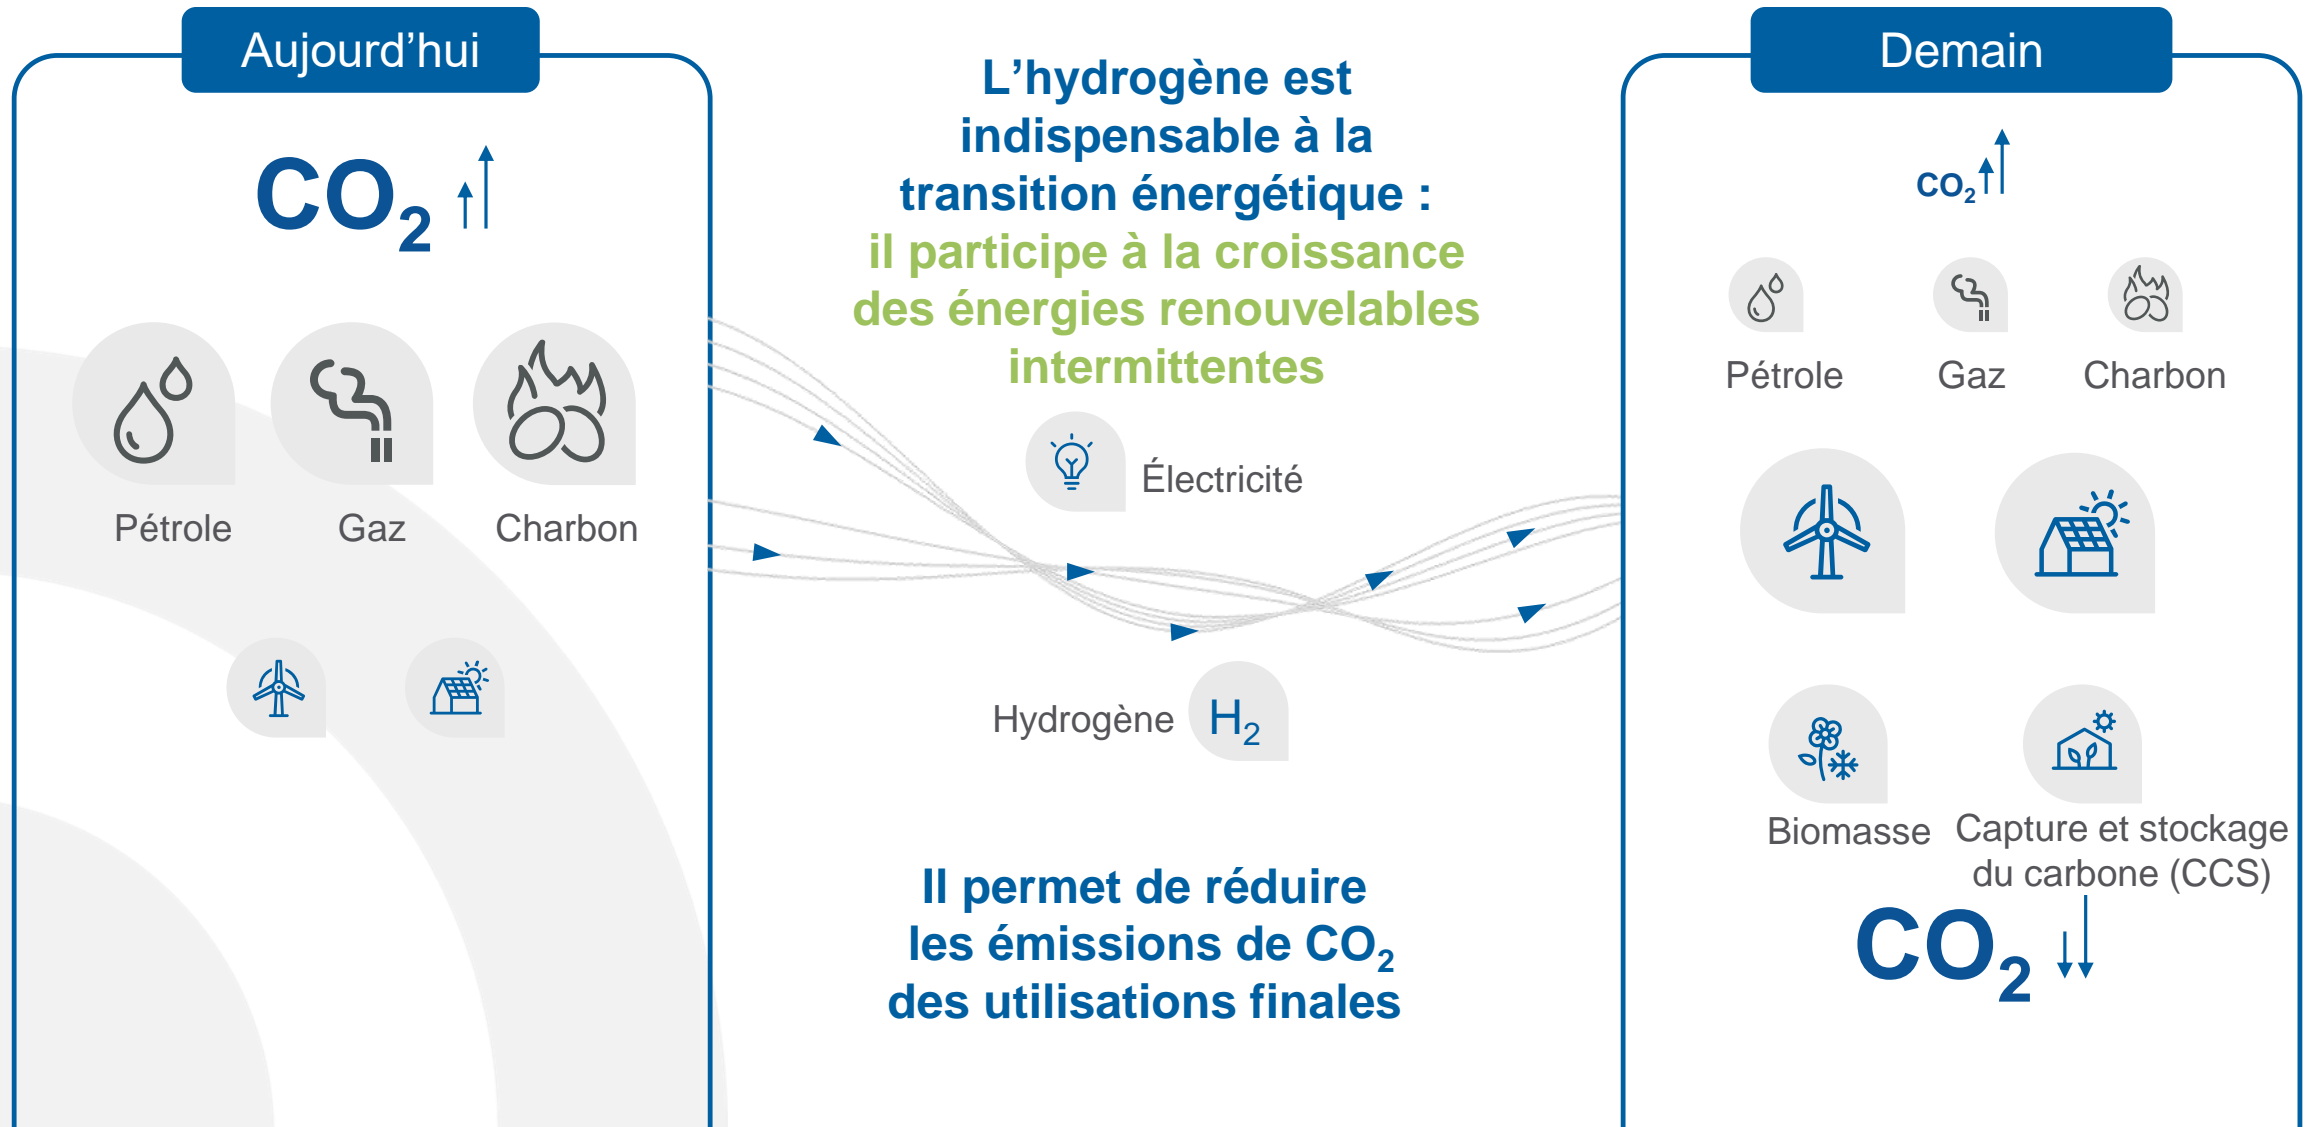 Aujourd’hui
CO₂
Pétrole
Gaz
Charbon
L’hydrogène est
indispensable à la
transition énergétique :
il participe à la croissance
des énergies renouvelables
intermittentes
Électricité
Hydrogène
H₂
Il permet de réduire
les émissions de CO₂
des utilisations finales
Demain
CO₂
Pétrole
Gaz
Charbon
Biomasse
Capture et stockage
du carbone (CCS)
CO₂